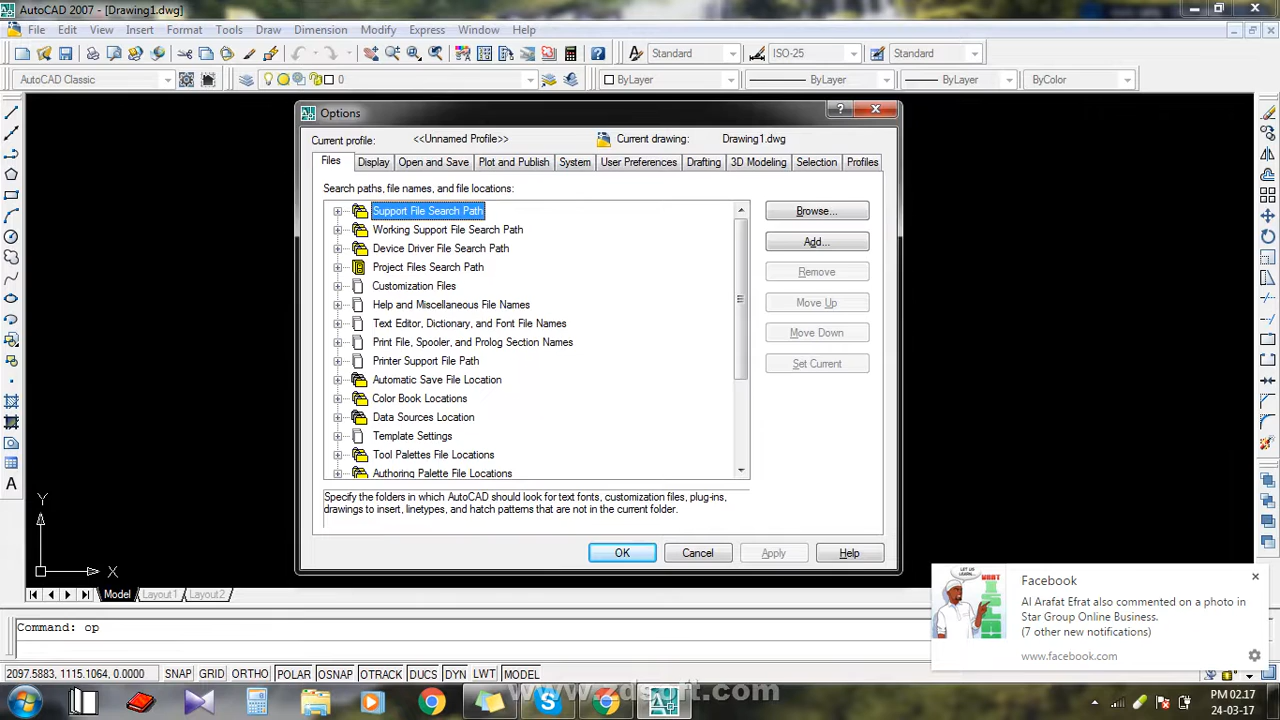 AutoCAD 2007 - [Drawing1.dwg]
File Edit View Insert Format Tools Draw Dimension Modify Express Window Help
Standard ISO-25 Standard
AutoCAD Classic 0 ByLayer ByLayer ByLayer ByColor
Options
Current profile: <<Unnamed Profile>> Current drawing: Drawing1.dwg
Files Display Open and Save Plot and Publish System User Preferences Drafting 3D Modeling Selection Profiles
Search paths, file names, and file locations:
Support File Search Path
Working Support File Search Path
Device Driver File Search Path
Project Files Search Path
Customization Files
Help and Miscellaneous File Names
Text Editor, Dictionary, and Font File Names
Print File, Spooler, and Prolog Section Names
Printer Support File Path
Automatic Save File Location
Color Book Locations
Data Sources Location
Template Settings
Tool Palettes File Locations
Authoring Palette File Locations
Browse...
Add...
Remove
Move Up
Move Down
Set Current
Specify the folders in which AutoCAD should look for text fonts, customization files, plug-ins,
drawings to insert, linetypes, and hatch patterns that are not in the current folder.
OK Cancel Apply Help
Y
X
Model Layout1 Layout2
Command: op
LET US LEARN...
Facebook
Al Arafat Efrat also commented on a photo in
Star Group Online Business.
(7 other new notifications)
www.facebook.com
2097.5883, 1115.1064, 0.0000 SNAP GRID ORTHO POLAR OSNAP OTRACK DUCS DYN LWT MODEL
www.zdsoft.com
PM 02.17
24-03-17